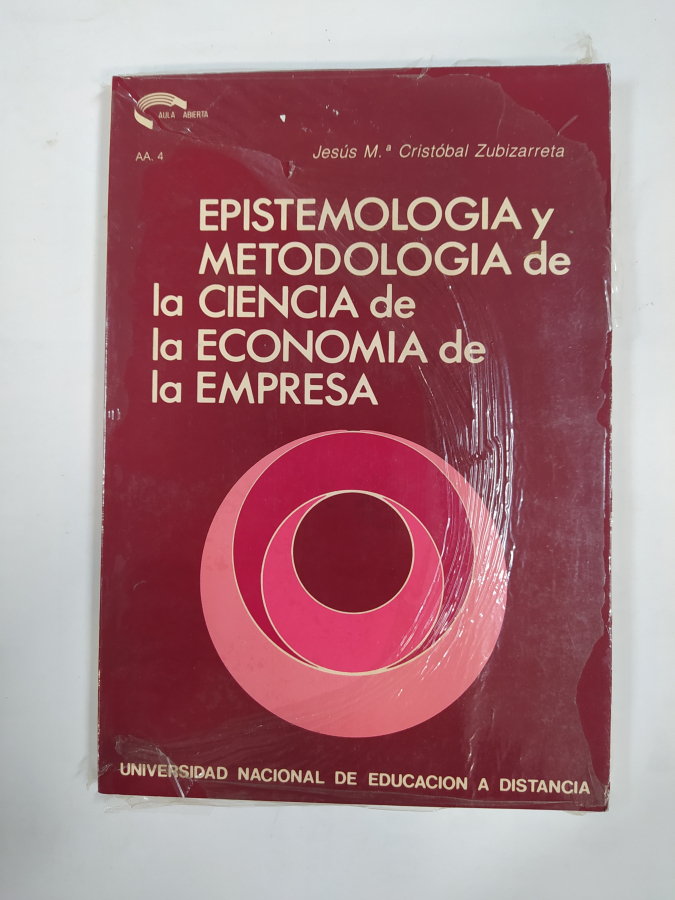 AULA ABIERTA
AA. 4
Jesús M.ª Cristóbal Zubizarreta
EPISTEMOLOGIA y
METODOLOGIA de
la CIENCIA de
la ECONOMIA de
la EMPRESA
UNIVERSIDAD NACIONAL DE EDUCACION A DISTANCIA